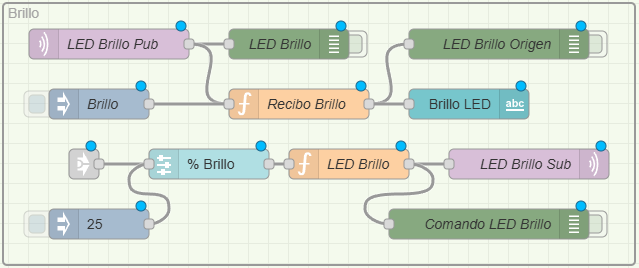 Brillo
LED Brillo Pub
LED Brillo
LED Brillo Origen
Brillo
Recibo Brillo
Brillo LED
abc
% Brillo
LED Brillo
LED Brillo Sub
25
Comando LED Brillo